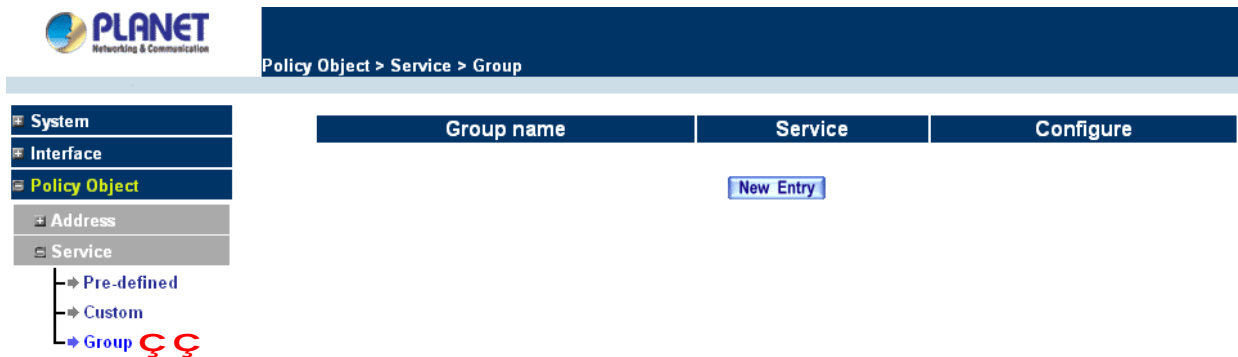 PLANET
Networking & Communication
Policy Object > Service > Group
System
Interface
Policy Object
Address
Service
Pre-defined
Custom
Group Ç Ç
Group name Service Configure
New Entry